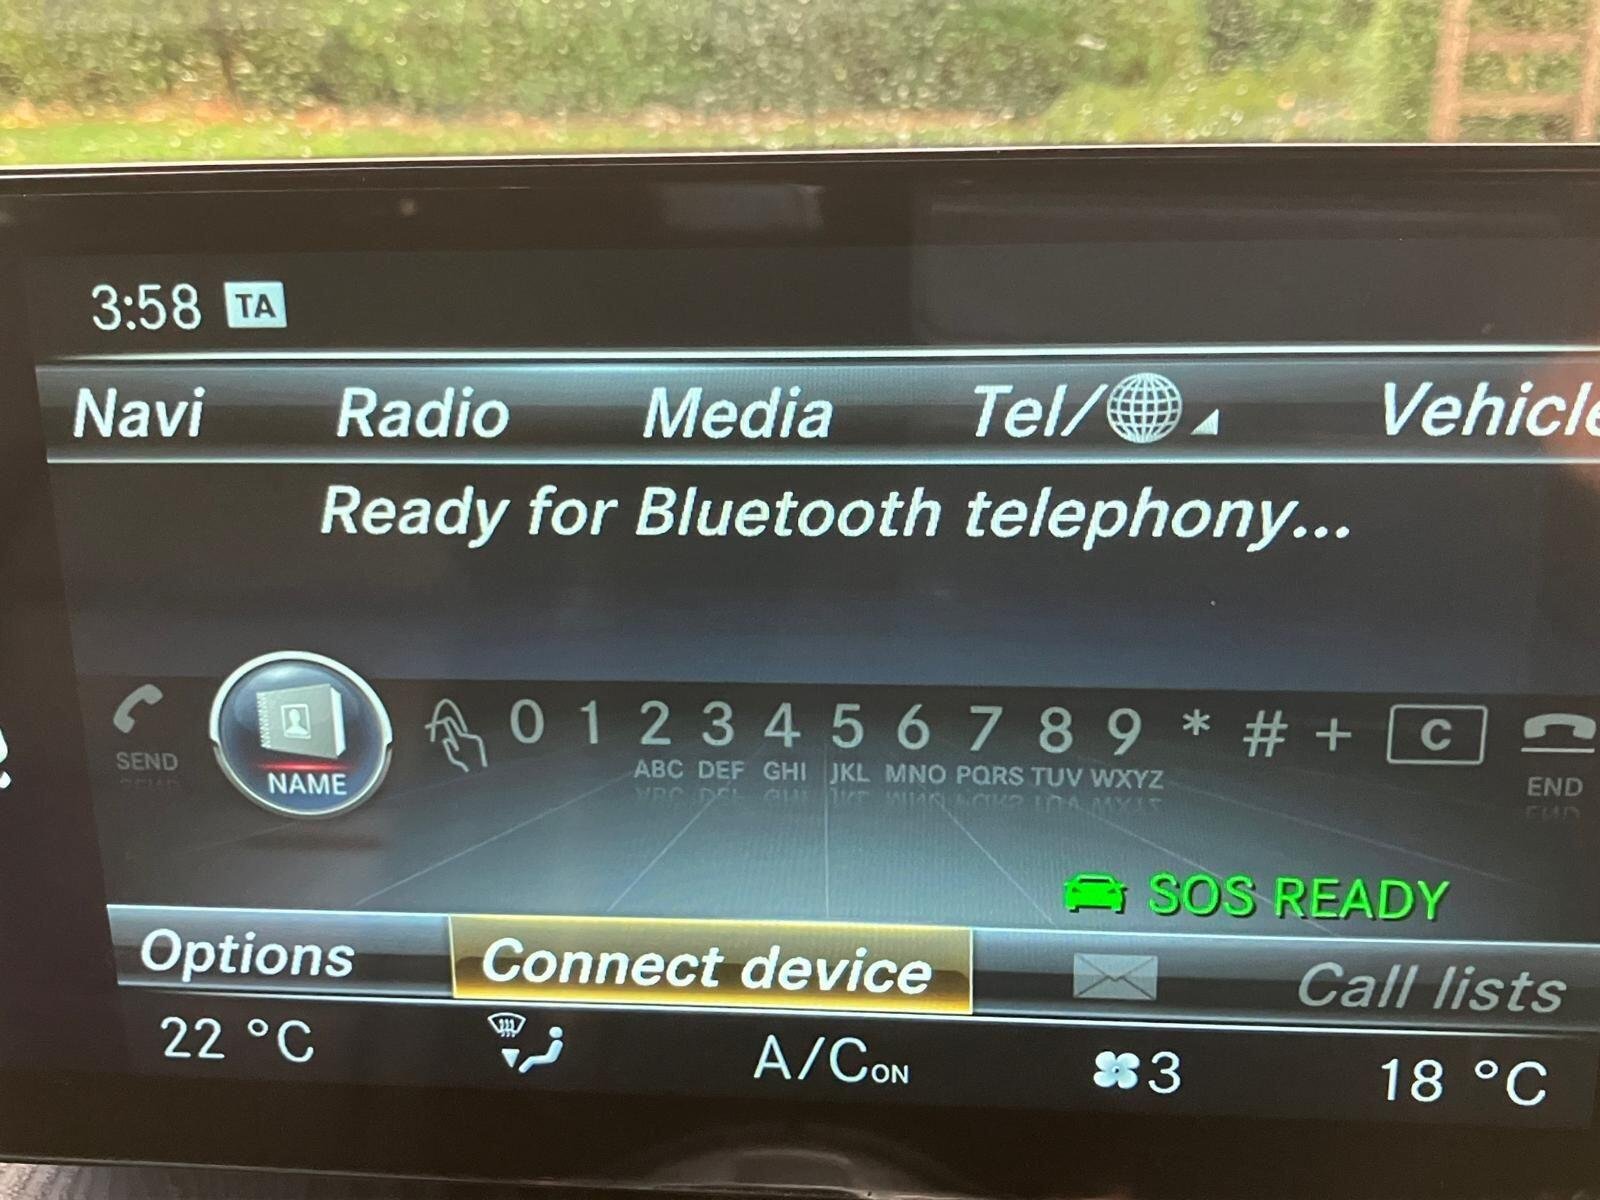 3:58 TA
Navi Radio Media Tel/ Vehicle
Ready for Bluetooth telephony...
0 1 2 3 4 5 6 7 8 9 * # + C
SEND NAME ABC DEF GHI JKL MNO PQRS TUV WXYZ END
SOS READY
Options Connect device Call lists
22 °C A/C ON 3 18 °C